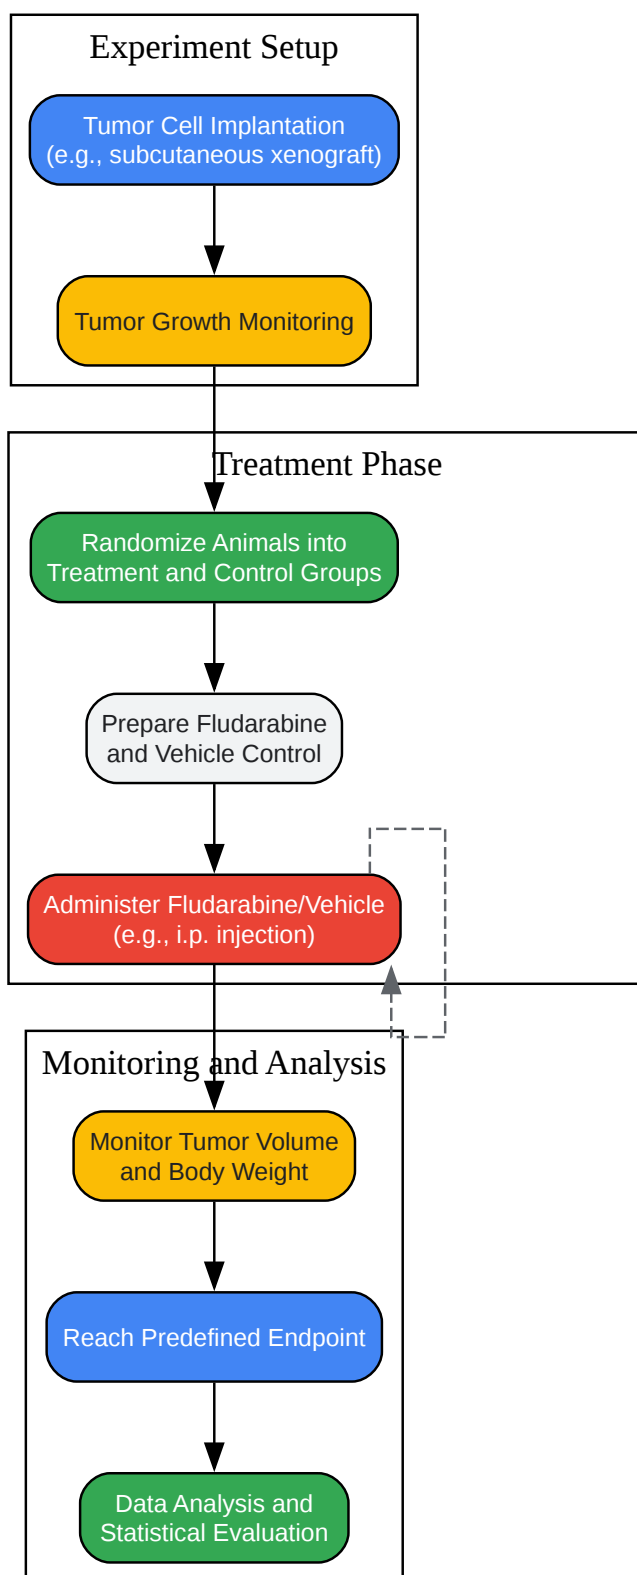 Experiment Setup
Tumor Cell Implantation
(e.g., subcutaneous xenograft)
Tumor Growth Monitoring
Treatment Phase
Randomize Animals into
Treatment and Control Groups
Prepare Fludarabine
and Vehicle Control
Administer Fludarabine/Vehicle
(e.g., i.p. injection)
Monitoring and Analysis
Monitor Tumor Volume
and Body Weight
Reach Predefined Endpoint
Data Analysis and
Statistical Evaluation